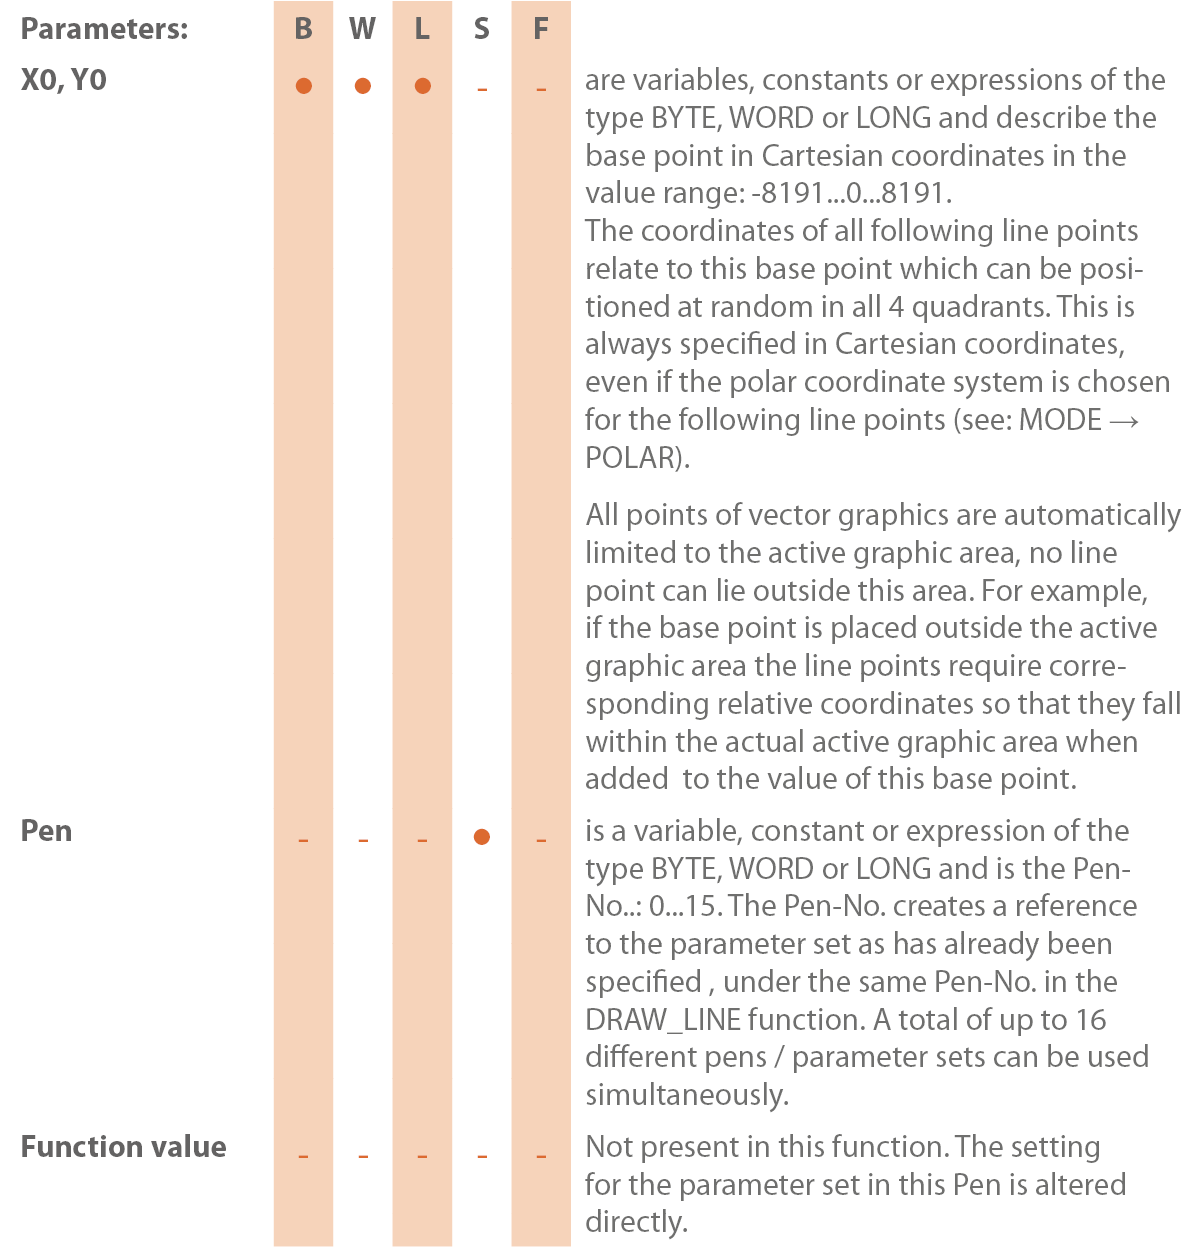 Parameters: B W L S F
X0, Y0 ● ● ● - - are variables, constants or expressions of the
type BYTE, WORD or LONG and describe the
base point in Cartesian coordinates in the
value range: -8191...0...8191.
The coordinates of all following line points
relate to this base point which can be posi-
tioned at random in all 4 quadrants. This is
always specified in Cartesian coordinates,
even if the polar coordinate system is chosen
for the following line points (see: MODE →
POLAR).
All points of vector graphics are automatically
limited to the active graphic area, no line
point can lie outside this area. For example,
if the base point is placed outside the active
graphic area the line points require corre-
sponding relative coordinates so that they fall
within the actual active graphic area when
added  to the value of this base point.
Pen - - - ● - is a variable, constant or expression of the
type BYTE, WORD or LONG and is the Pen-
No..: 0...15. The Pen-No. creates a reference
to the parameter set as has already been
specified , under the same Pen-No. in the
DRAW_LINE function. A total of up to 16
different pens / parameter sets can be used
simultaneously.
Function value - - - - - Not present in this function. The setting
for the parameter set in this Pen is altered
directly.